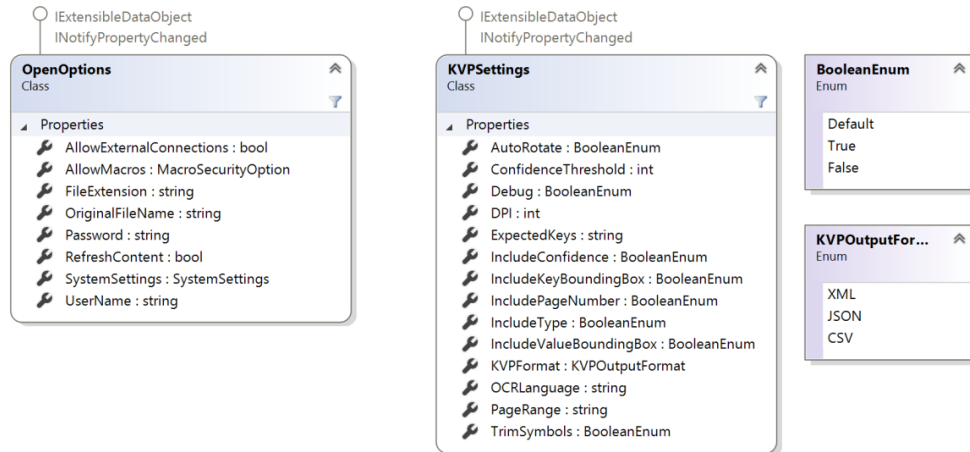 IExtensibleDataObject
INotifyPropertyChanged
OpenOptions
Class
Properties
AllowExternalConnections : bool
AllowMacros : MacroSecurityOption
FileExtension : string
OriginalFileName : string
Password : string
RefreshContent : bool
SystemSettings : SystemSettings
UserName : string
IExtensibleDataObject
INotifyPropertyChanged
KVPSettings
Class
Properties
AutoRotate : BooleanEnum
ConfidenceThreshold : int
Debug : BooleanEnum
DPI : int
ExpectedKeys : string
IncludeConfidence : BooleanEnum
IncludeKeyBoundingBox : BooleanEnum
IncludePageNumber : BooleanEnum
IncludeType : BooleanEnum
IncludeValueBoundingBox : BooleanEnum
KVPFormat : KVPOutputFormat
OCRLanguage : string
PageRange : string
TrimSymbols : BooleanEnum
BooleanEnum
Enum
Default
True
False
KVPOutputFor...
Enum
XML
JSON
CSV